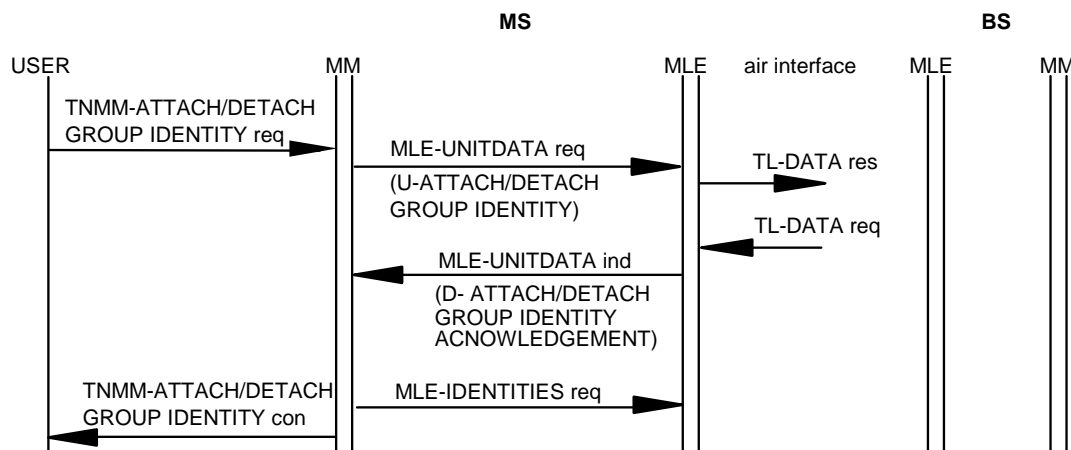 MS BS
USER MM MLE air interface MLE MM
TNMM-ATTACH/DETACH
GROUP IDENTITY req
MLE-UNITDATA req
(U-ATTACH/DETACH
GROUP IDENTITY)
TL-DATA res
TL-DATA req
MLE-UNITDATA ind
(D- ATTACH/DETACH
GROUP IDENTITY
ACNOWLEDGEMENT)
TNMM-ATTACH/DETACH
GROUP IDENTITY con
MLE-IDENTITIES req